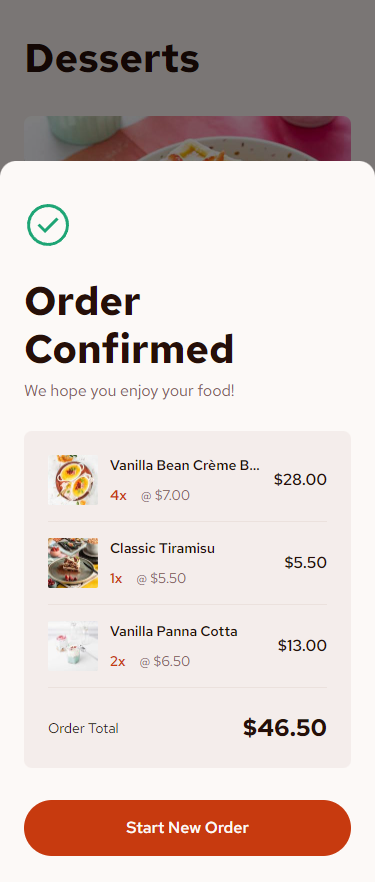 Desserts
Order
Confirmed
We hope you enjoy your food!
Vanilla Bean Crème B...
4x @ $7.00
$28.00
Classic Tiramisu
1x @ $5.50
$5.50
Vanilla Panna Cotta
2x @ $6.50
$13.00
Order Total $46.50
Start New Order